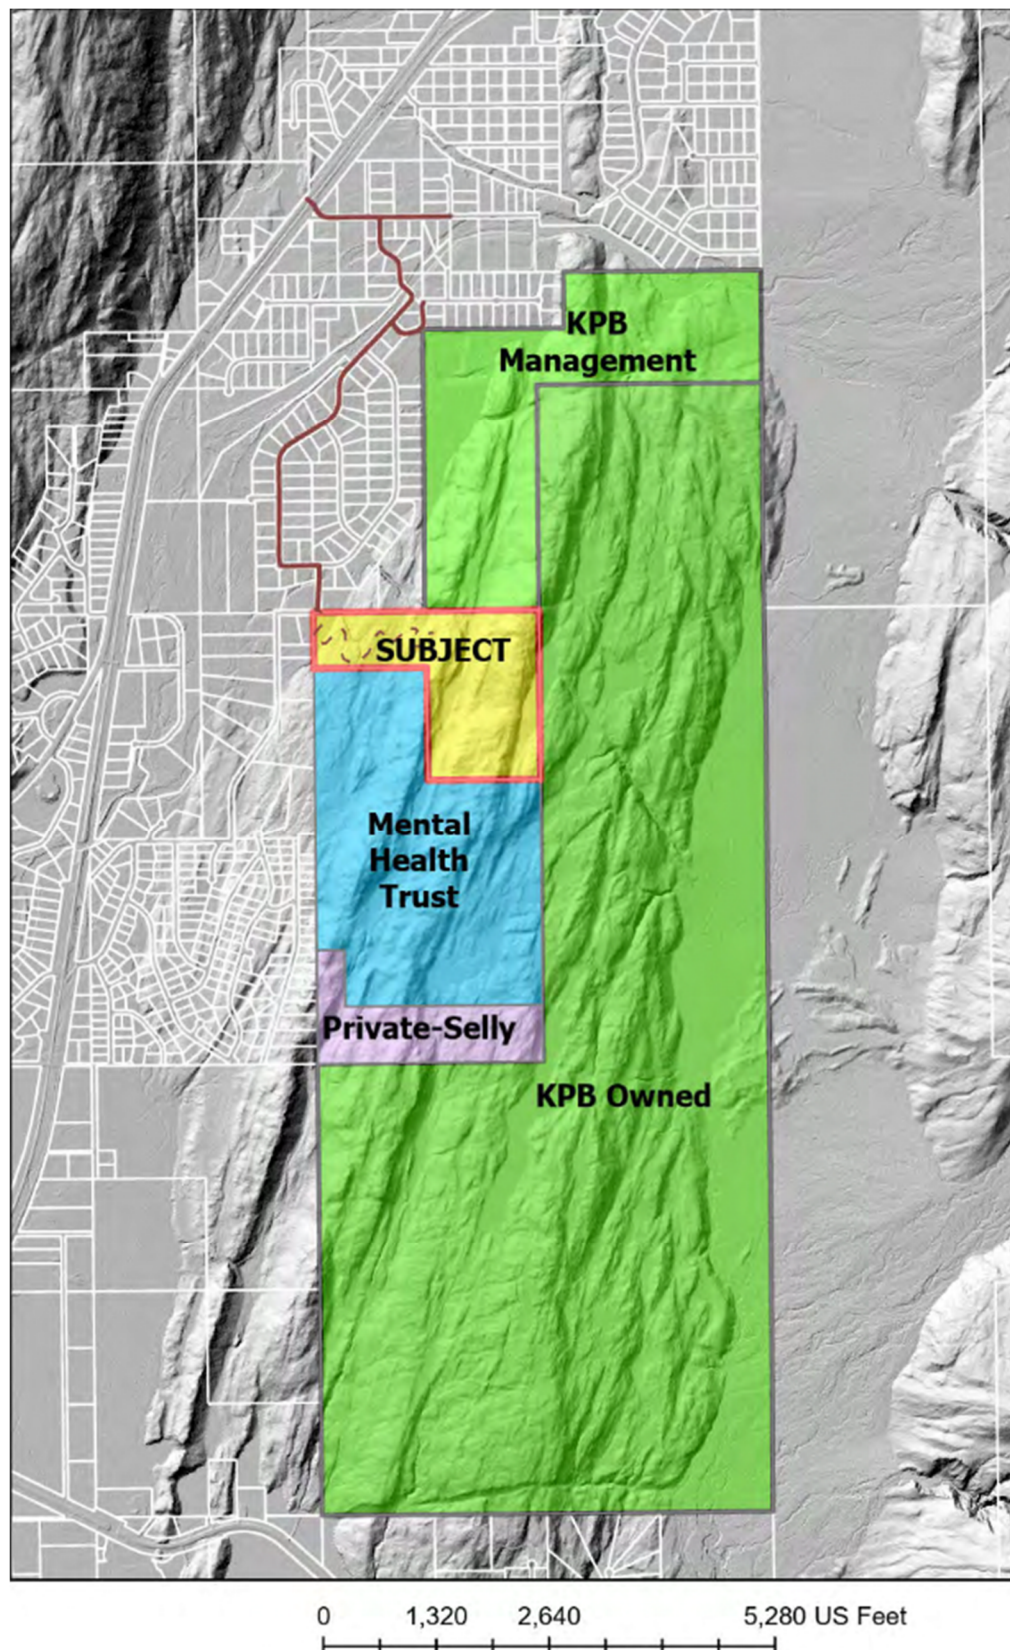 KPB
Management
SUBJECT
Mental
Health
Trust
Private-Selly
KPB Owned
0 1,320 2,640 5,280 US Feet